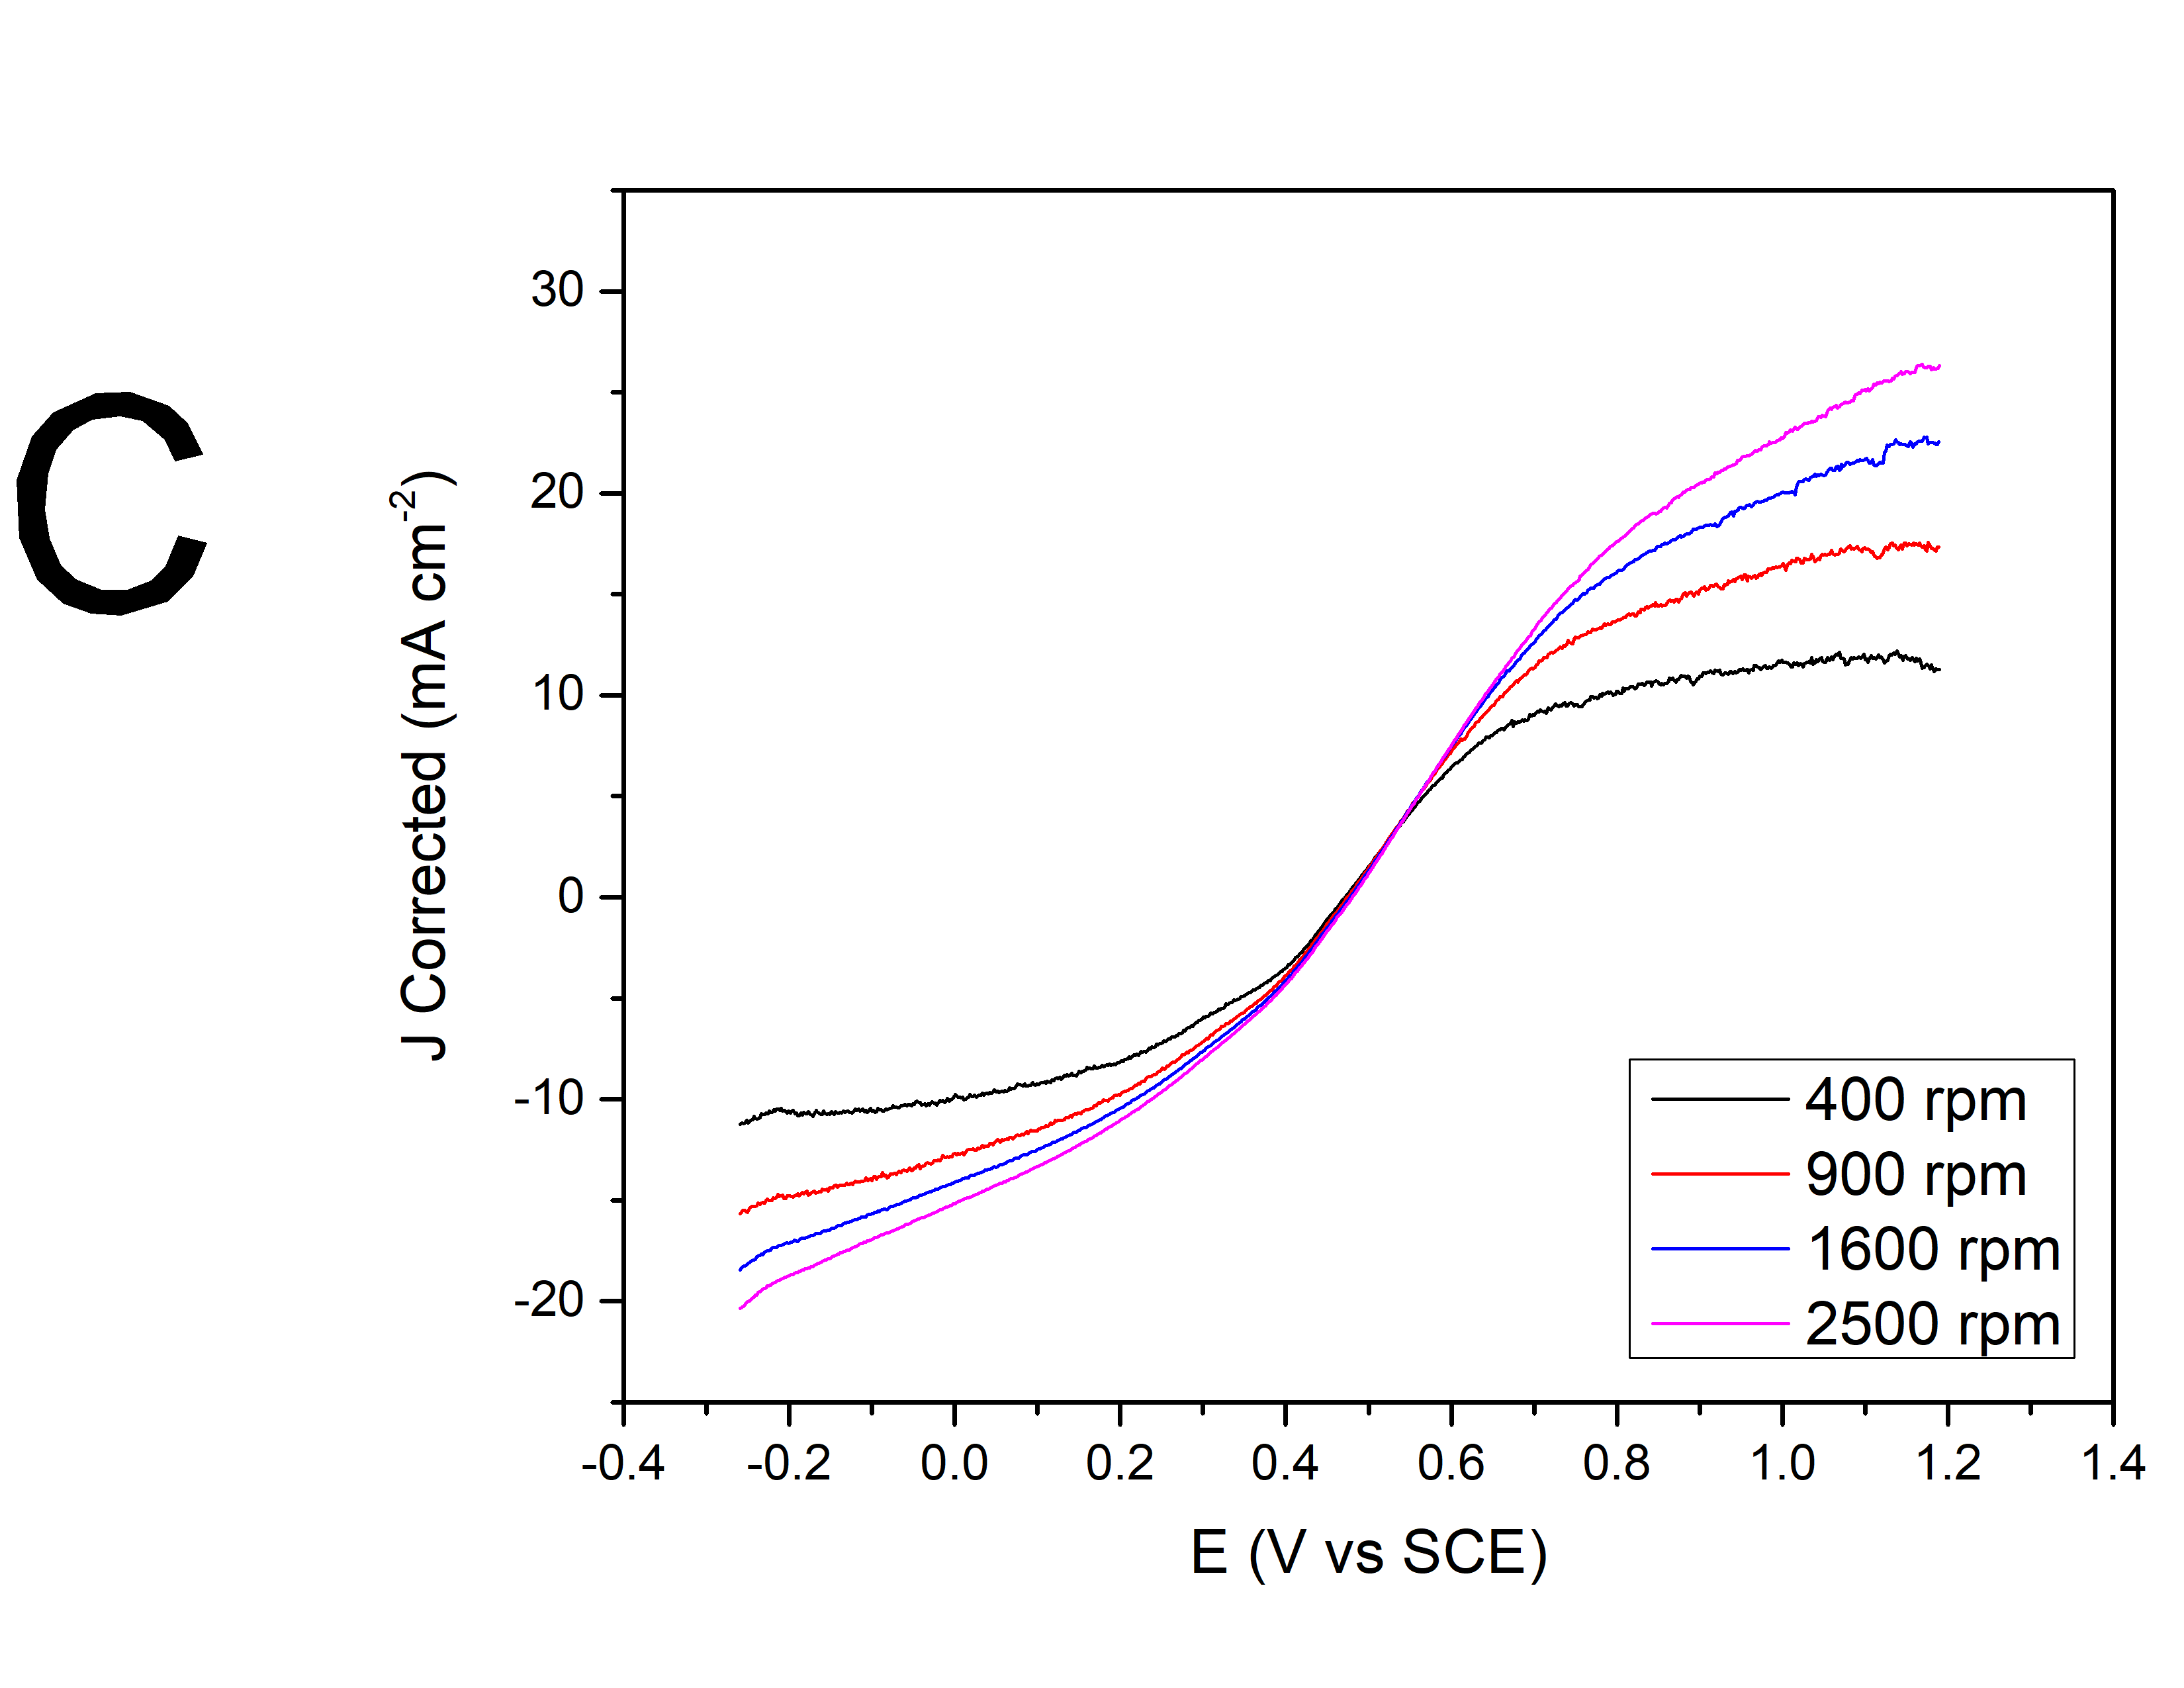 C
30
20
10
0
-10
-20
J Corrected (mA cm-2)
400 rpm
900 rpm
1600 rpm
2500 rpm
-0.4 -0.2 0.0 0.2 0.4 0.6 0.8 1.0 1.2 1.4
E (V vs SCE)